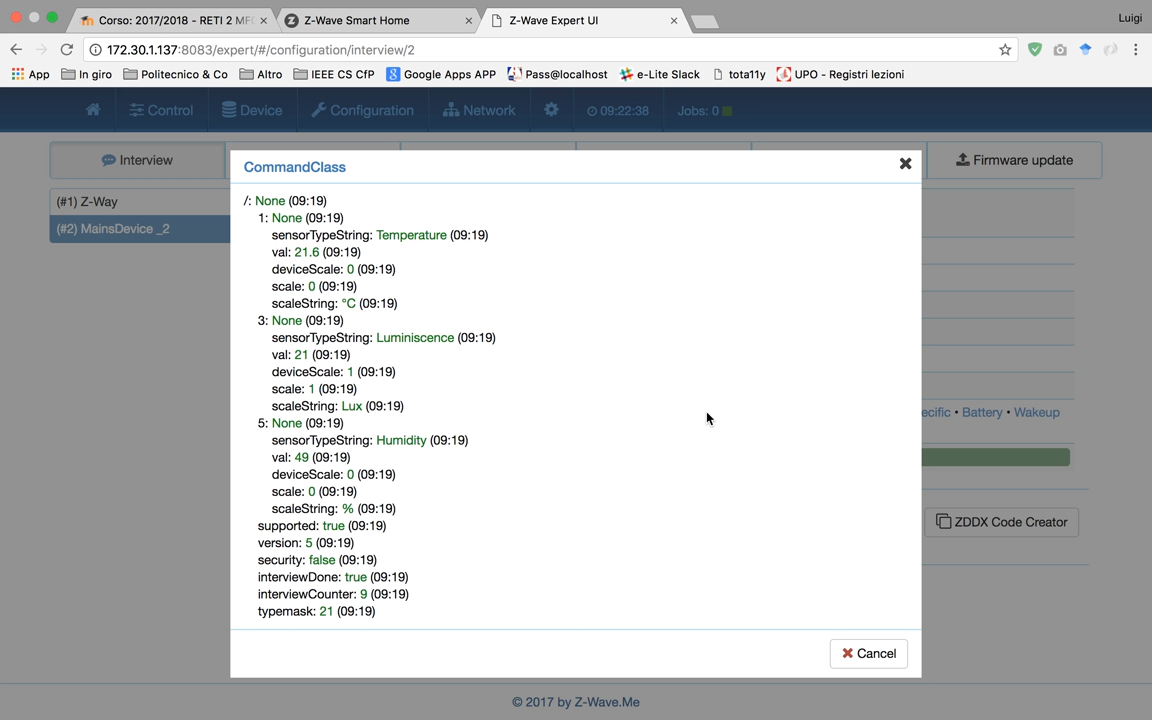 Corso: 2017/2018 - RETI 2 MF
Z-Wave Smart Home
Z-Wave Expert UI
Luigi
172.30.1.137:8083/expert/#/configuration/interview/2
App
In giro
Politecnico & Co
Altro
IEEE CS CfP
Google Apps APP
Pass@localhost
e-Lite Slack
tota11y
UPO - Registri lezioni
Control
Device
Configuration
Network
09:22:38
Jobs: 0
Interview
Firmware update
(#1) Z-Way
(#2) MainsDevice _2
CommandClass
/: None (09:19)
1: None (09:19)
sensorTypeString: Temperature (09:19)
val: 21.6 (09:19)
deviceScale: 0 (09:19)
scale: 0 (09:19)
scaleString: °C (09:19)
3: None (09:19)
sensorTypeString: Luminiscence (09:19)
val: 21 (09:19)
deviceScale: 1 (09:19)
scale: 1 (09:19)
scaleString: Lux (09:19)
5: None (09:19)
sensorTypeString: Humidity (09:19)
val: 49 (09:19)
deviceScale: 0 (09:19)
scale: 0 (09:19)
scaleString: % (09:19)
supported: true (09:19)
version: 5 (09:19)
security: false (09:19)
interviewDone: true (09:19)
interviewCounter: 9 (09:19)
typemask: 21 (09:19)
ecific • Battery • Wakeup
ZDDX Code Creator
Cancel
© 2017 by Z-Wave.Me